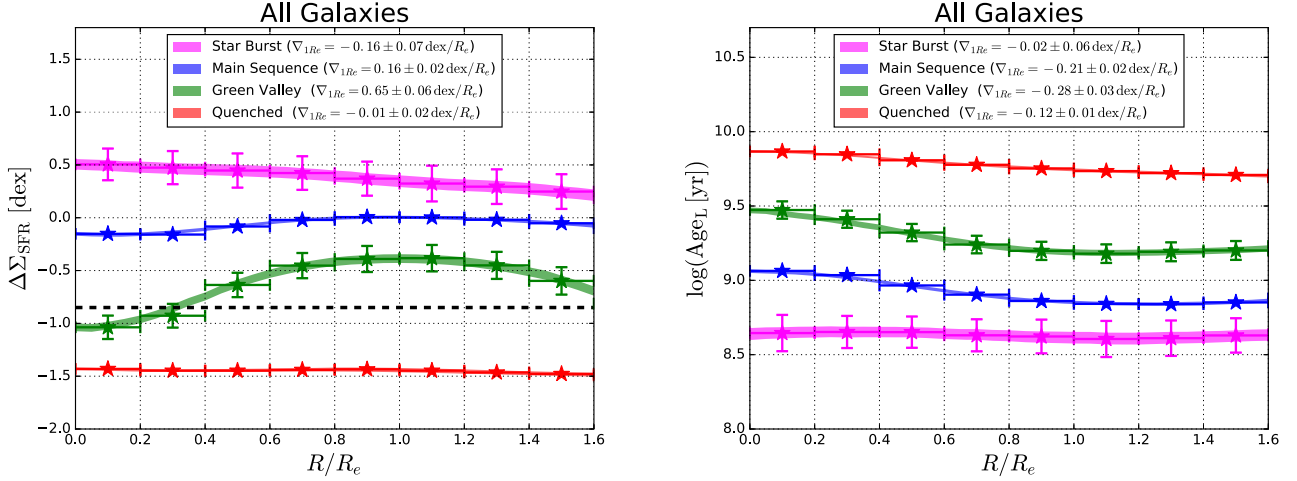 All Galaxies
Star Burst (∇1Re = −0.16 ± 0.07 dex/Re)
Main Sequence (∇1Re = 0.16 ± 0.02 dex/Re)
Green Valley (∇1Re = 0.65 ± 0.06 dex/Re)
Quenched (∇1Re = −0.01 ± 0.02 dex/Re)
1.5
1.0
0.5
0.0
−0.5
−1.0
−1.5
−2.0
ΔΣSFR [dex]
0.0 0.2 0.4 0.6 0.8 1.0 1.2 1.4 1.6
R/Re
All Galaxies
Star Burst (∇1Re = −0.02 ± 0.06 dex/Re)
Main Sequence (∇1Re = −0.21 ± 0.02 dex/Re)
Green Valley (∇1Re = −0.28 ± 0.03 dex/Re)
Quenched (∇1Re = −0.12 ± 0.01 dex/Re)
10.5
10.0
9.5
9.0
8.5
8.0
log(AgeL [yr])
0.0 0.2 0.4 0.6 0.8 1.0 1.2 1.4 1.6
R/Re